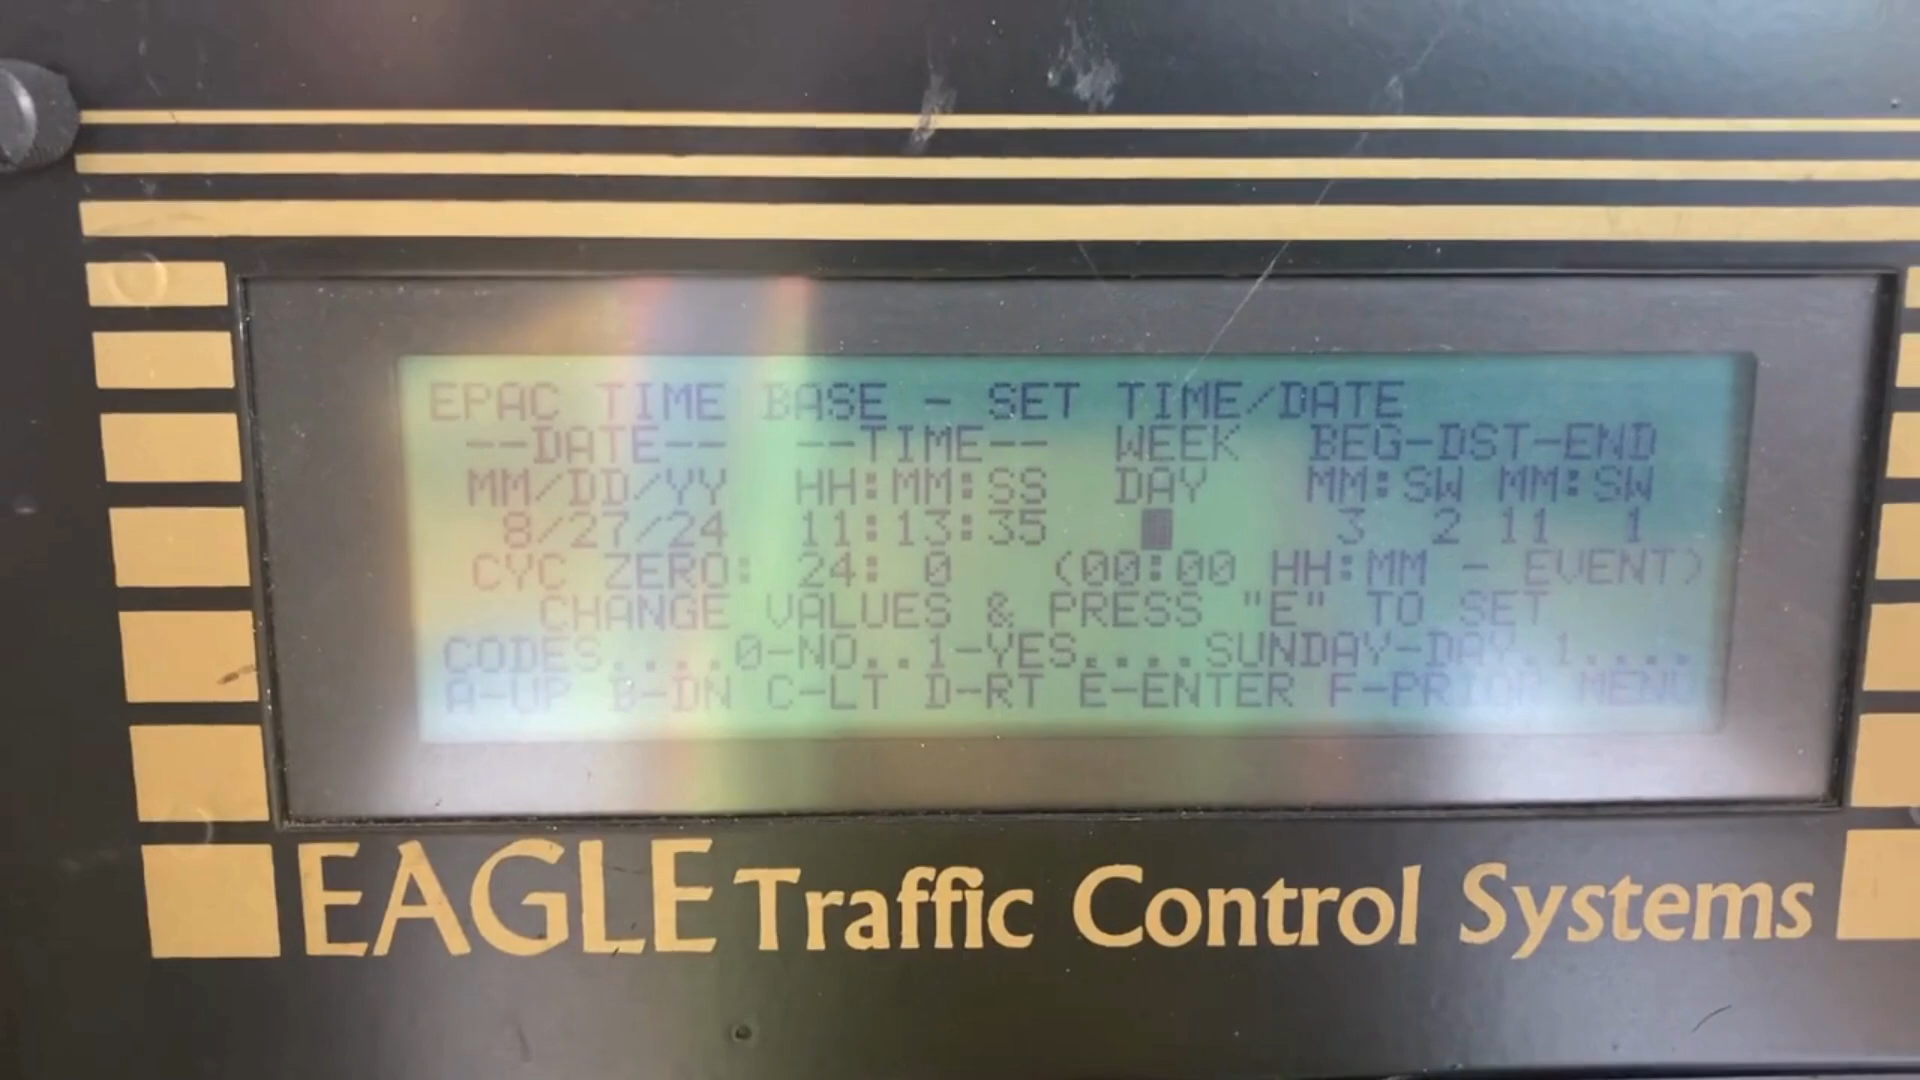 EPAC TIME BASE - SET TIME/DATE
--DATE-- --TIME-- WEEK BEG-DST-END
MM/DD/YY HH:MM:SS DAY MM:SW MM:SW
8/27/24 11:13:35 3 2 11 1
CYC ZERO: 24: 0 (00:00 HH:MM - EVENT)
CHANGE VALUES & PRESS "E" TO SET
CODES....0-NO..1-YES....SUNDAY-DAY.1....
A-UP B-DN C-LT D-RT E-ENTER F-PRIOR MENU
EAGLE Traffic Control Systems